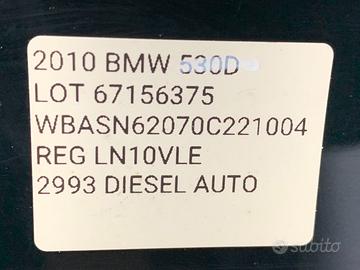 2010 BMW 530D
LOT 67156375
WBASN62070C221004
REG LN10VLE
2993 DIESEL AUTO
subito